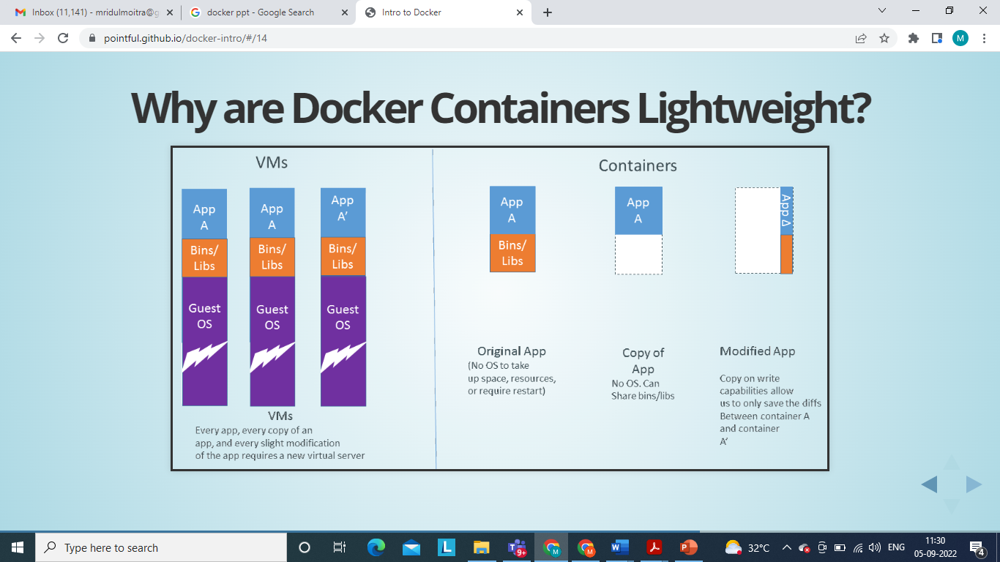 Inbox (11,141) - mridulmoitra@g
docker ppt - Google Search
Intro to Docker
pointful.github.io/docker-intro/#/14
M
Why are Docker Containers Lightweight?
VMs
App
A
Bins/
Libs
Guest
OS
App
A
Bins/
Libs
Guest
OS
App
A’
Bins/
Libs
Guest
OS
VMs
Every app, every copy of an
app, and every slight modification
of the app requires a new virtual server
Containers
App
A
Bins/
Libs
Original App
(No OS to take
up space, resources,
or require restart)
App
A
Copy of
App
No OS. Can
Share bins/libs
App A
Modified App
Copy on write
capabilities allow
us to only save the diffs
Between container A
and container
A’
Type here to search
L
9+
M
32°C
ENG
11:30
05-09-2022
4